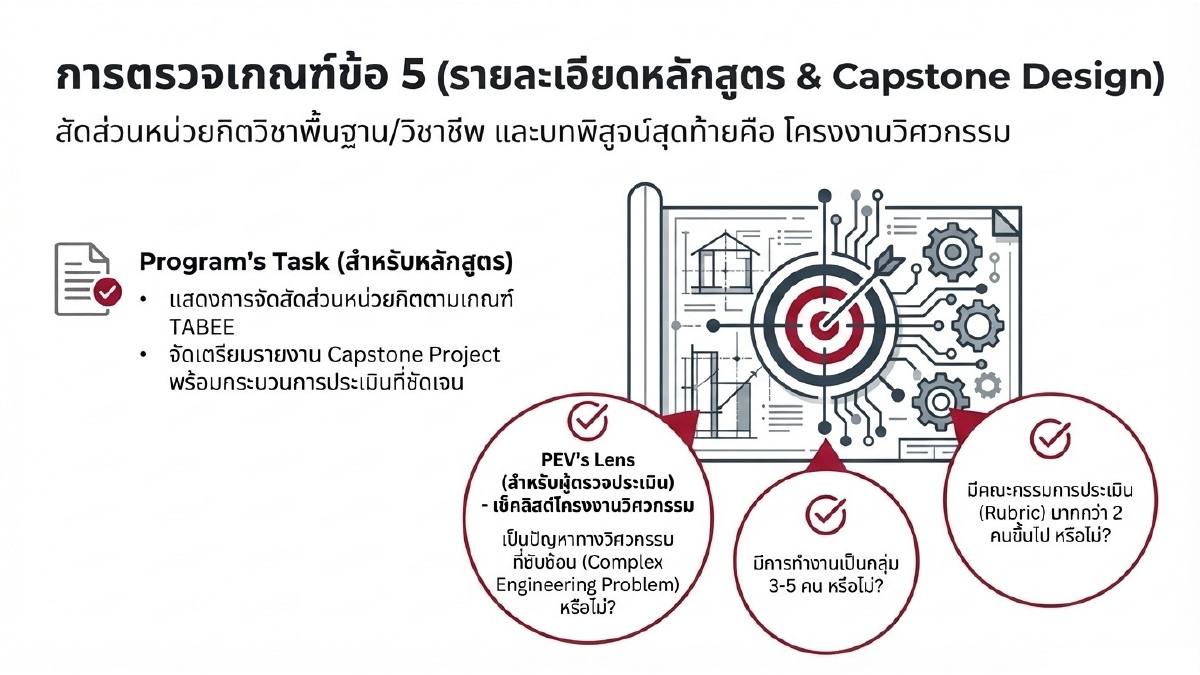 การตรวจเกณฑ์ข้อ 5 (รายละเอียดหลักสูตร & Capstone Design)
สัดส่วนหน่วยกิตวิชาพื้นฐาน/วิชาชีพ และบทพิสูจน์สุดท้ายคือ โครงงานวิศวกรรม
Program's Task (สำหรับหลักสูตร)
• แสดงการจัดสัดส่วนหน่วยกิตตามเกณฑ์
TABEE
• จัดเตรียมรายงาน Capstone Project
พร้อมกระบวนการประเมินที่ชัดเจน
PEV's Lens
(สำหรับผู้ตรวจประเมิน)
- เช็คลิสต์โครงงานวิศวกรรม
เป็นปัญหาทางวิศวกรรม
ที่ซับซ้อน (Complex
Engineering Problem)
หรือไม่?
มีการทำงานเป็นกลุ่ม
3-5 คน หรือไม่?
มีคณะกรรมการประเมิน
(Rubric) มากกว่า 2
คนขึ้นไป หรือไม่?